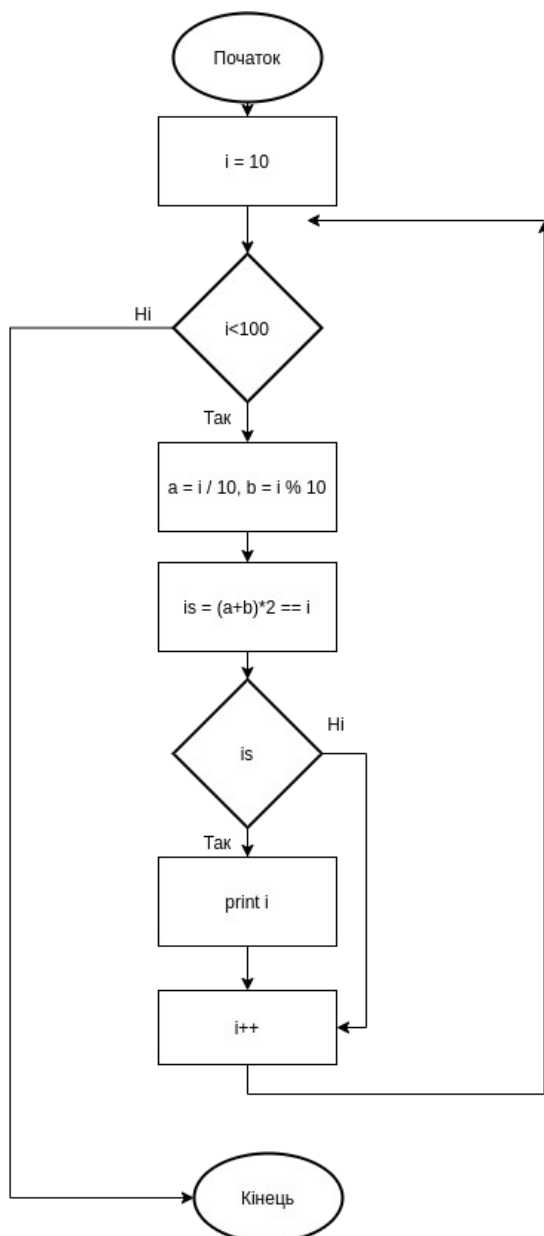 Початок
i = 10
Ні
i<100
Так
a = i / 10, b = i % 10
is = (a+b)*2 == i
Ні
is
Так
print i
i++
Кінець